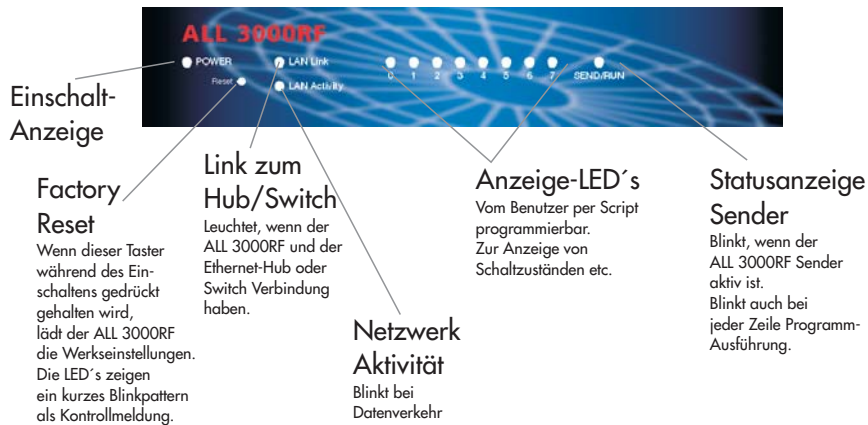 ALL 3000RF
POWER
LAN Link
Reset
LAN Activity
0 1 2 3 4 5 6 7
SEND/RUN
Einschalt-
Anzeige
Factory
Reset
Wenn dieser Taster
während des Ein-
schaltens gedrückt
gehalten wird,
lädt der ALL 3000RF
die Werkseinstellungen.
Die LED´s zeigen
ein kurzes Blinkpattern
als Kontrollmeldung.
Link zum
Hub/Switch
Leuchtet, wenn der
ALL 3000RF und der
Ethernet-Hub oder
Switch Verbindung
haben.
Netzwerk
Aktivität
Blinkt bei
Datenverkehr
Anzeige-LED´s
Vom Benutzer per Script
programmierbar.
Zur Anzeige von
Schaltzuständen etc.
Statusanzeige
Sender
Blinkt, wenn der
ALL 3000RF Sender
aktiv ist.
Blinkt auch bei
jeder Zeile Programm-
Ausführung.